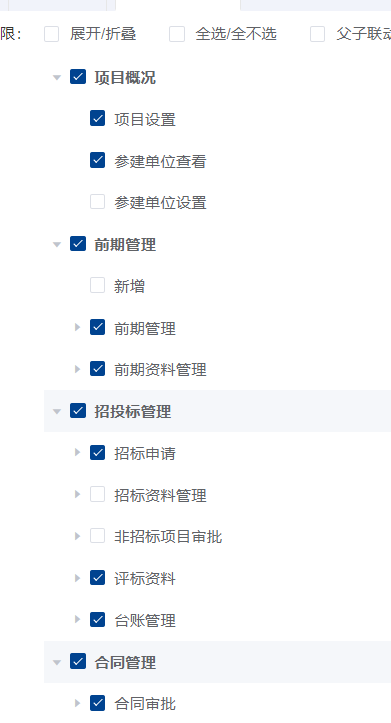 限： 展开/折叠 全选/全不选 父子联动
项目概况
项目设置
参建单位查看
参建单位设置
前期管理
新增
前期管理
前期资料管理
招投标管理
招标申请
招标资料管理
非招标项目审批
评标资料
台账管理
合同管理
合同审批